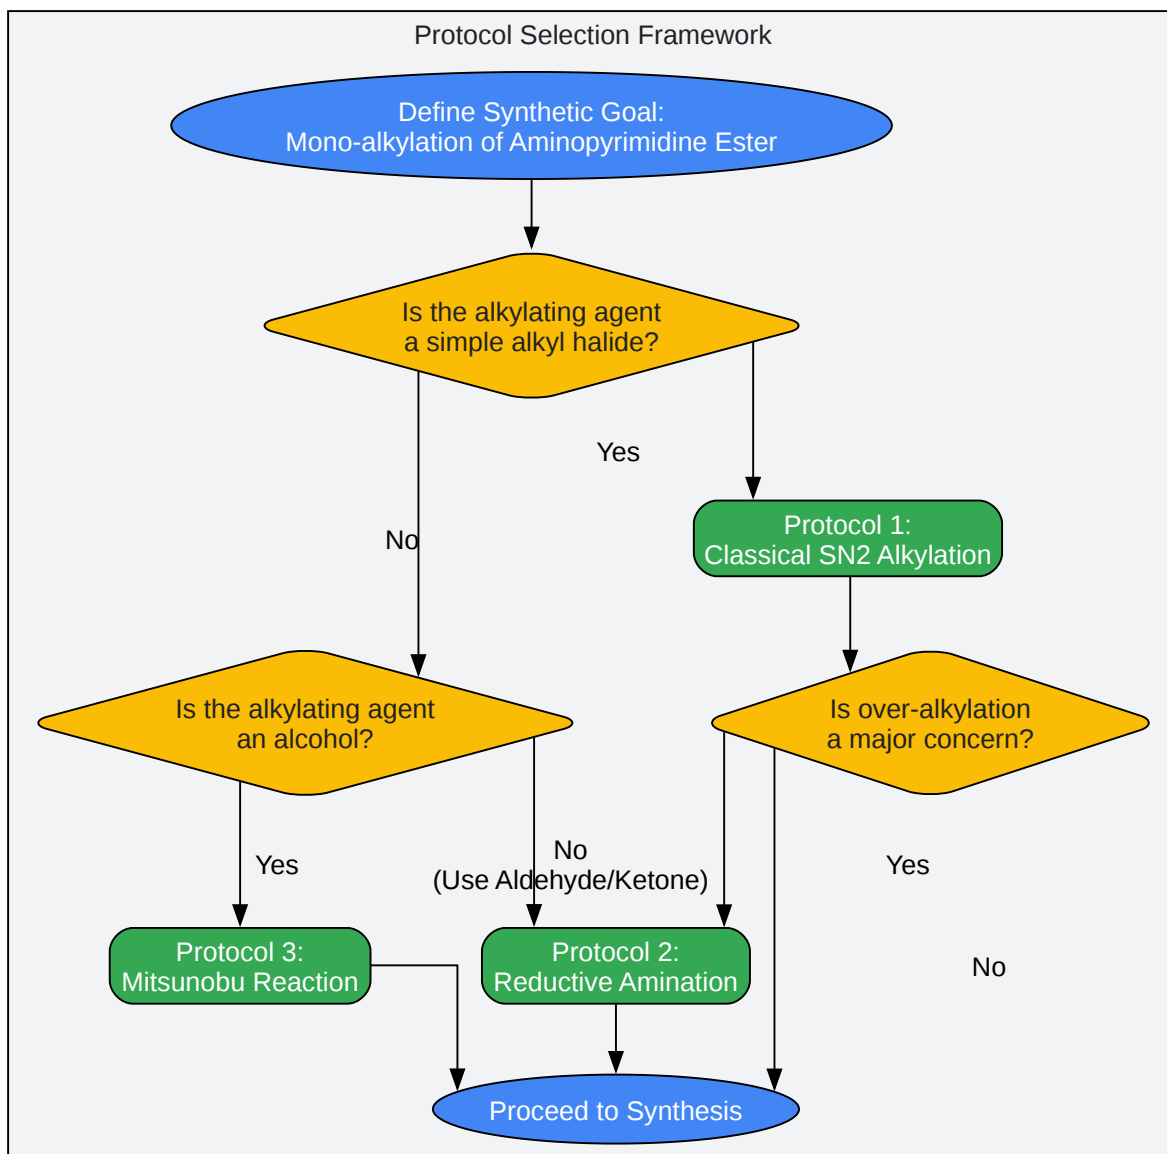 Protocol Selection Framework
Define Synthetic Goal:
Mono-alkylation of Aminopyrimidine Ester
Is the alkylating agent
a simple alkyl halide?
Yes
No
Protocol 1:
Classical SN2 Alkylation
Is the alkylating agent
an alcohol?
Is over-alkylation
a major concern?
Yes
No
(Use Aldehyde/Ketone)
Yes
No
Protocol 3:
Mitsunobu Reaction
Protocol 2:
Reductive Amination
Proceed to Synthesis